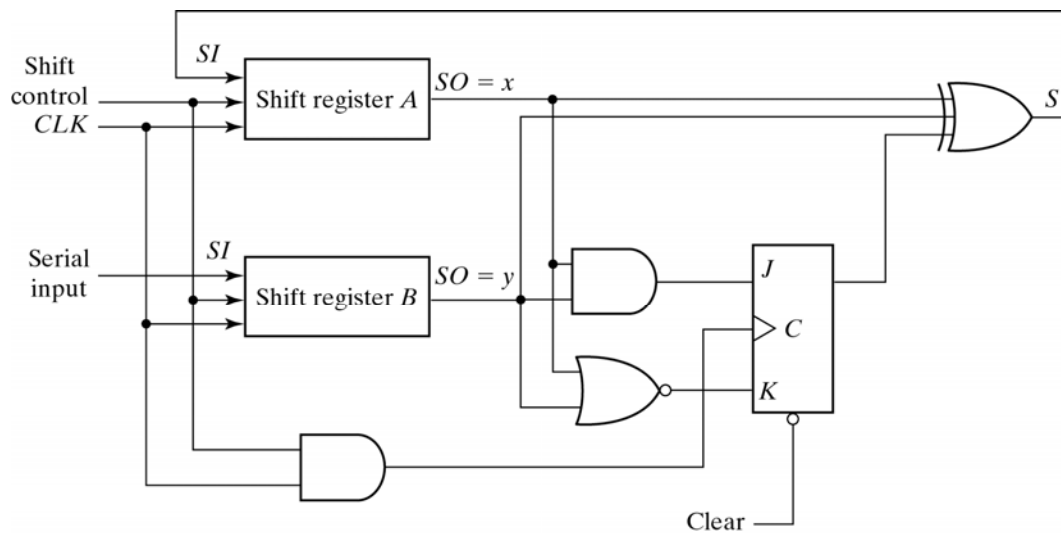 SI
Shift
control
CLK
Shift register A
SO = x
S
Serial
input
SI
Shift register B
SO = y
J
C
K
Clear